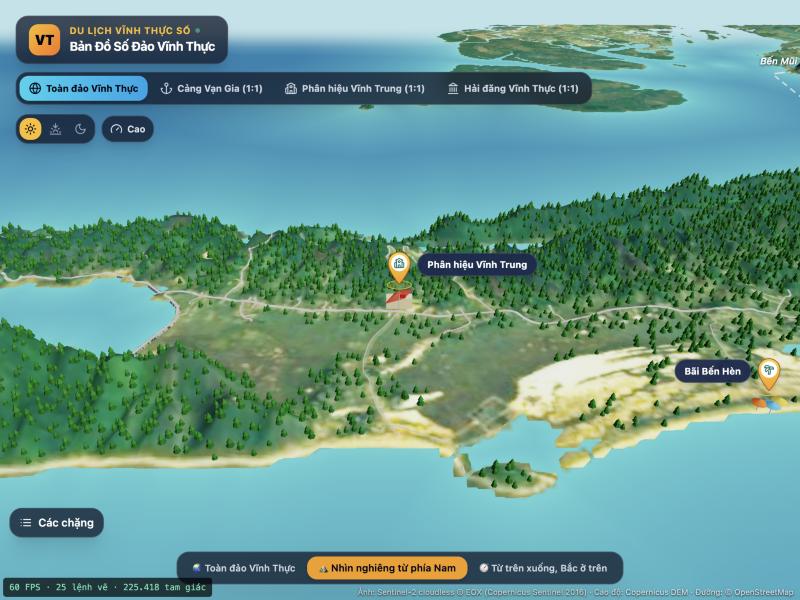 VT
DU LỊCH VĨNH THỰC SỐ
Bản Đồ Số Đảo Vĩnh Thực
Toàn đảo Vĩnh Thực
Cảng Vạn Gia (1:1)
Phân hiệu Vĩnh Trung (1:1)
Hải đăng Vĩnh Thực (1:1)
Cao
Bến Mũi
Phân hiệu Vĩnh Trung
Bãi Bến Hèn
Các chặng
Toàn đảo Vĩnh Thực
Nhìn nghiêng từ phía Nam
Từ trên xuống, Bắc ở trên
60 FPS · 25 lệnh vẽ · 225.418 tam giác
Ảnh: Sentinel-2 cloudless © EOX (Copernicus Sentinel 2016) · Cao độ: Copernicus DEM · Đường: © OpenStreetMap